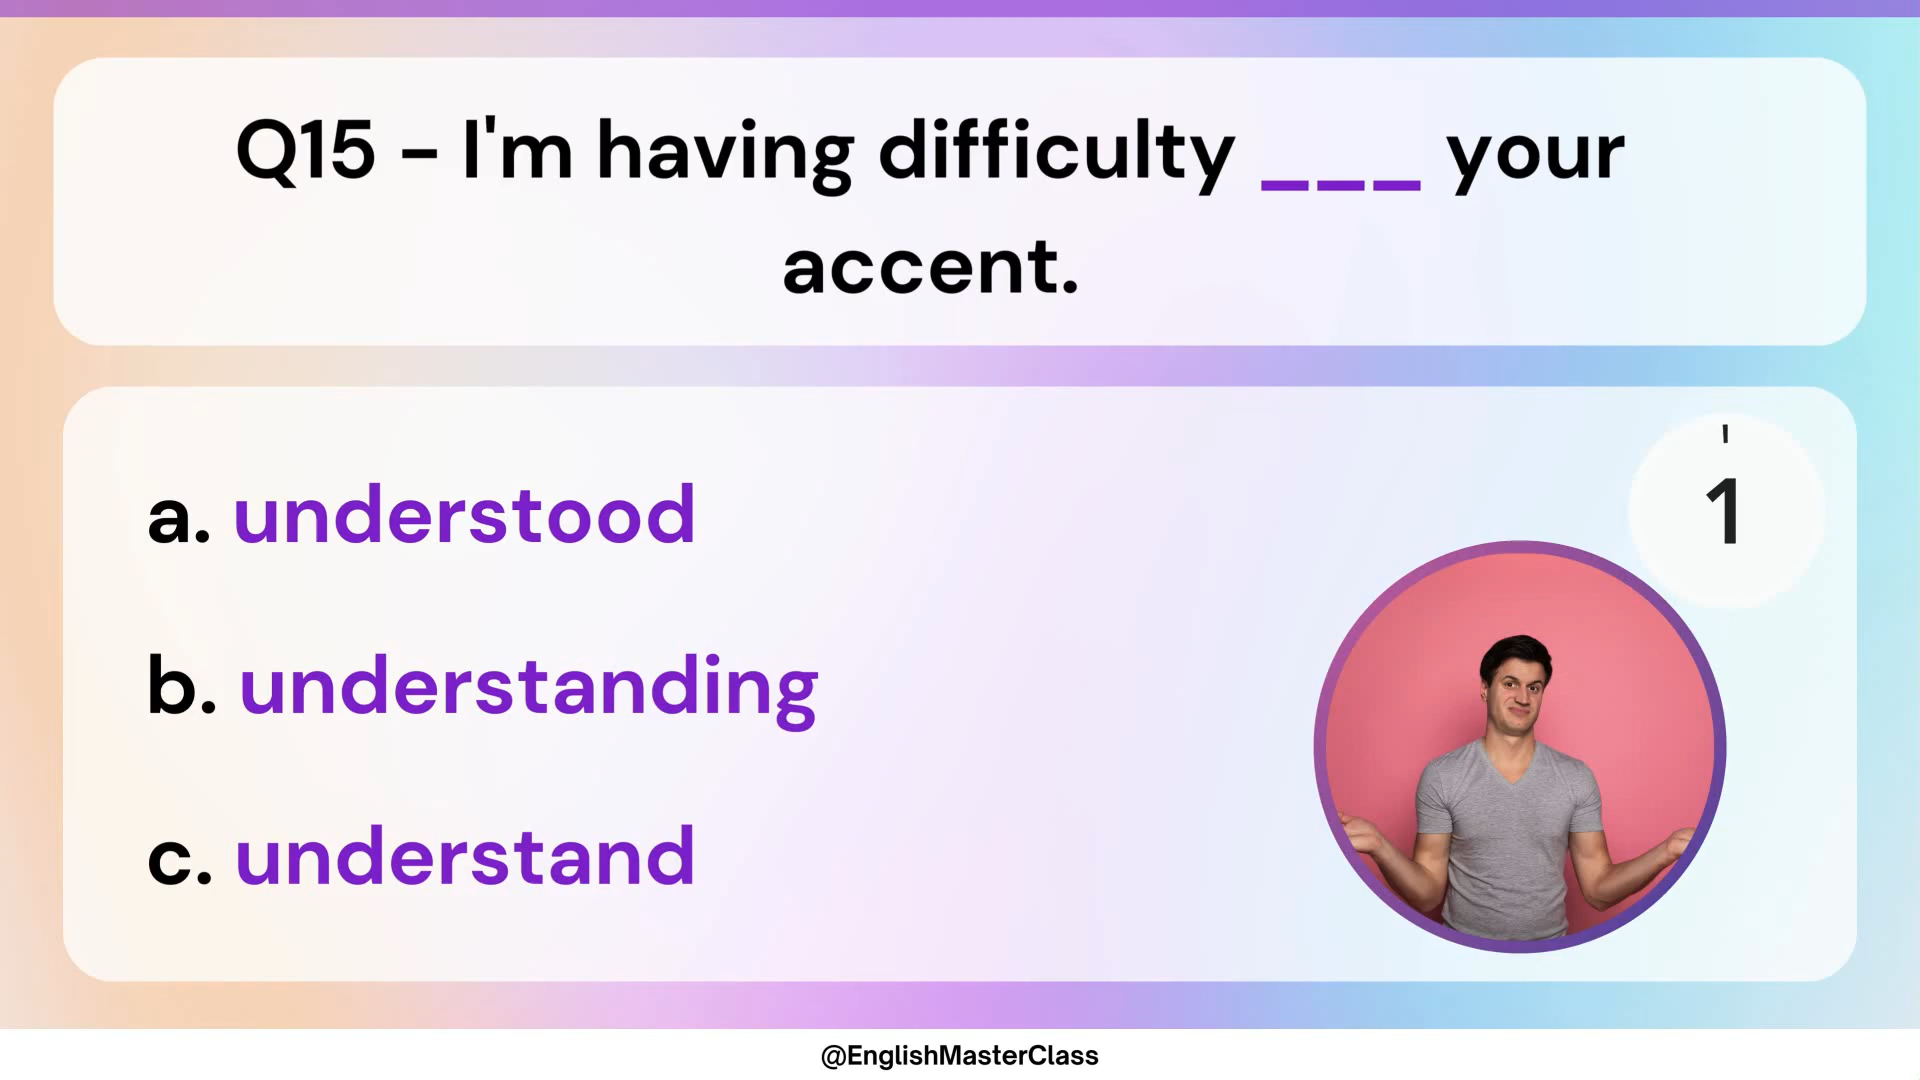 Q15 - I'm having difficulty ___ your
accent.
1
a. understood
b. understanding
c. understand
@EnglishMasterClass